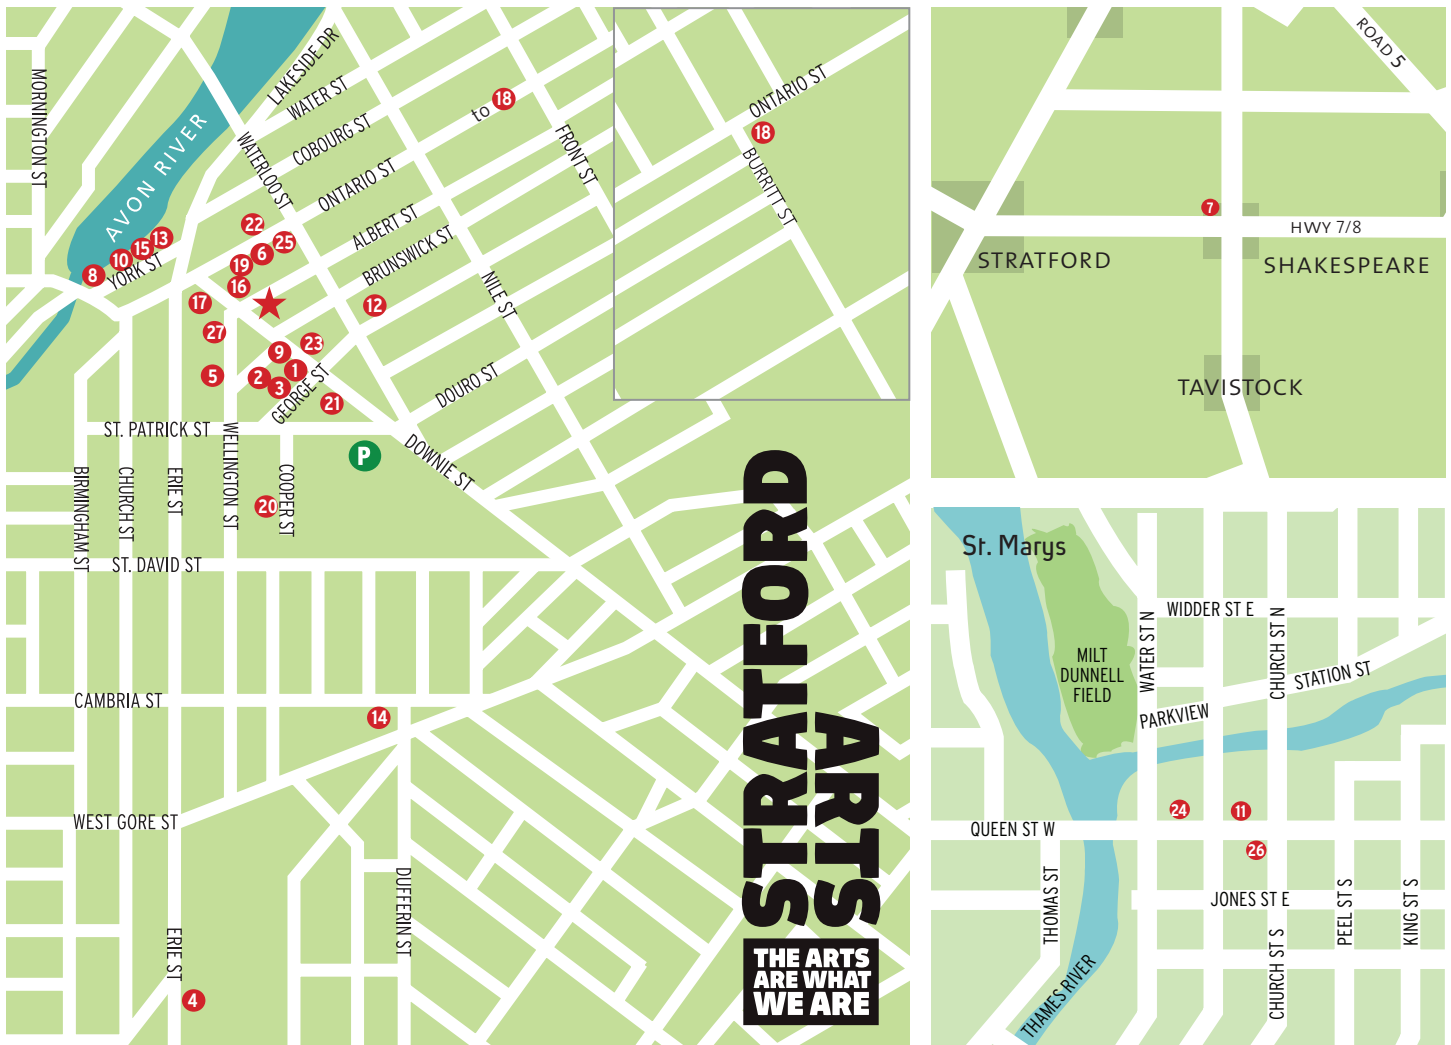 MORNINGTON ST
AVON RIVER
LAKESIDE DR
WATER ST
COBOURG ST
WATERLOO ST
ONTARIO ST
to 18
FRONT ST
ALBERT ST
BRUNSWICK ST
NILE ST
DOURO ST
YORK ST
8
10
15
13
22
25
6
19
16
17
27
12
23
9
1
2
3
5
21
GEORGE ST
ST. PATRICK ST
P
DOWNIE ST
BIRMINGHAM ST
CHURCH ST
ERIE ST
WELLINGTON ST
COOPER ST
20
ST. DAVID ST
CAMBRIA ST
14
WEST GORE ST
DUFFERIN ST
ERIE ST
4
ONTARIO ST
18
BURRITT ST
STRATFORD
ARTS
THE ARTS
ARE WHAT
WE ARE
ROAD 5
7
HWY 7/8
STRATFORD
SHAKESPEARE
TAVISTOCK
St. Marys
MILT
DUNNELL
FIELD
WATER ST N
WIDDER ST E
CHURCH ST N
STATION ST
PARKVIEW
24
11
26
QUEEN ST W
THOMAS ST
JONES ST E
PEEL ST S
KING ST S
CHURCH ST S
THAMES RIVER